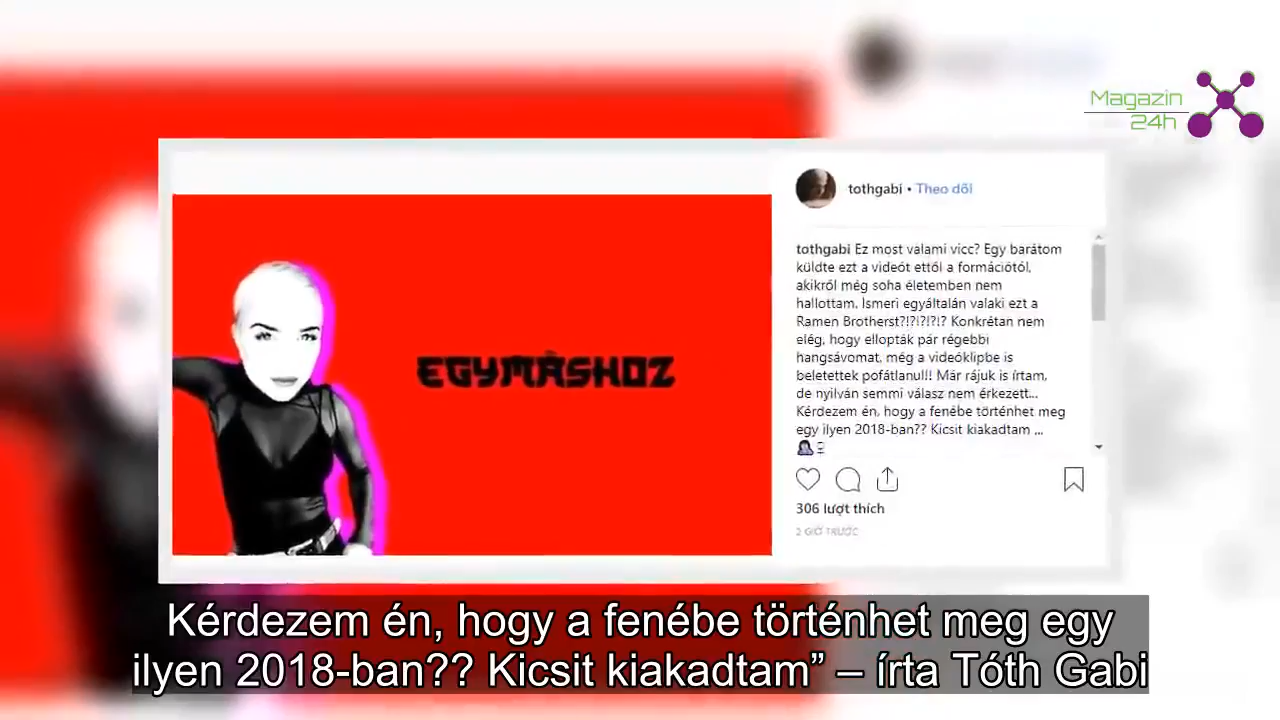 Magazin
24h
tothgabi • Theo dõi
EGYMÁSHOZ
tothgabi Ez most valami vicc? Egy barátom
küldte ezt a videót ettől a formációtól,
akikről még soha életemben nem
hallottam. Ismeri egyáltalán valaki ezt a
Ramen Brotherst?!?!?!?!? Konkrétan nem
elég, hogy ellopták pár régebbi
hangsávomat, még a videóklipbe is
beletettek pofátlanul!! Már rájuk is írtam,
de nyilván semmi válasz nem érkezett...
Kérdezem én, hogy a fenébe történhet meg
egy ilyen 2018-ban?? Kicsit kiakadtam ...
306 lượt thích
2 GIỜ TRƯỚC
Kérdezem én, hogy a fenébe történhet meg egy
ilyen 2018-ban?? Kicsit kiakadtam” – írta Tóth Gabi